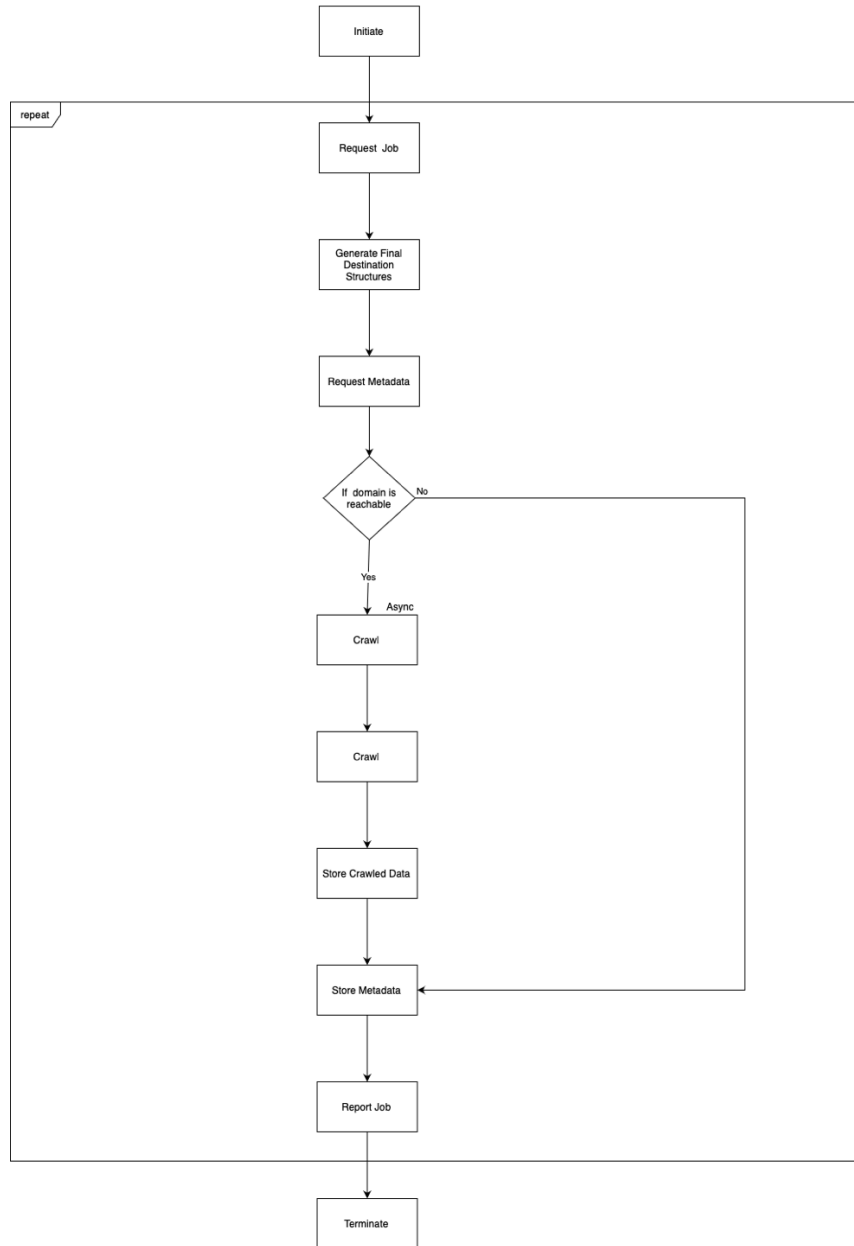 Initiate
repeat
Request Job
Generate Final
Destination
Structures
Request Metadata
If domain is
reachable
No
Yes
Async
Crawl
Crawl
Store Crawled Data
Store Metadata
Report Job
Terminate